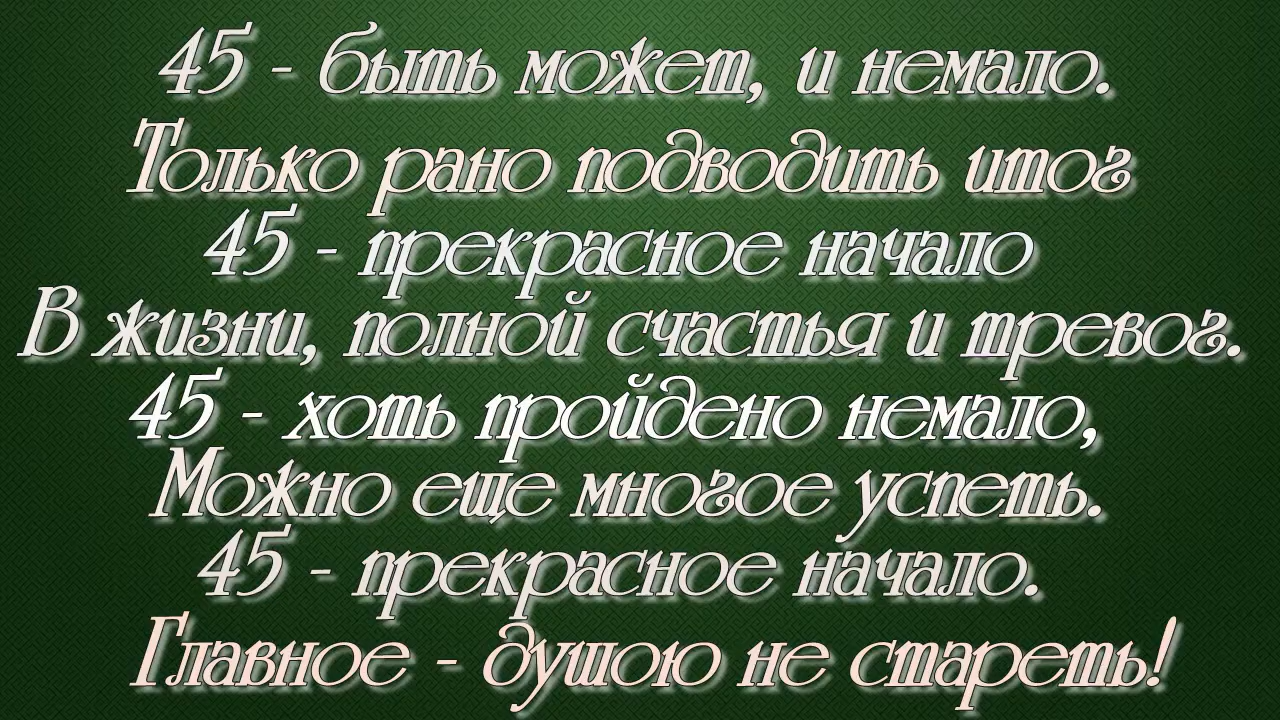 45 - быть может, и немало.
Только рано подводить итог
45 - прекрасное начало
В жизни, полной счастья и тревог.
45 - хоть пройдено немало,
Можно еще многое успеть.
45 - прекрасное начало.
Главное - душою не стареть!